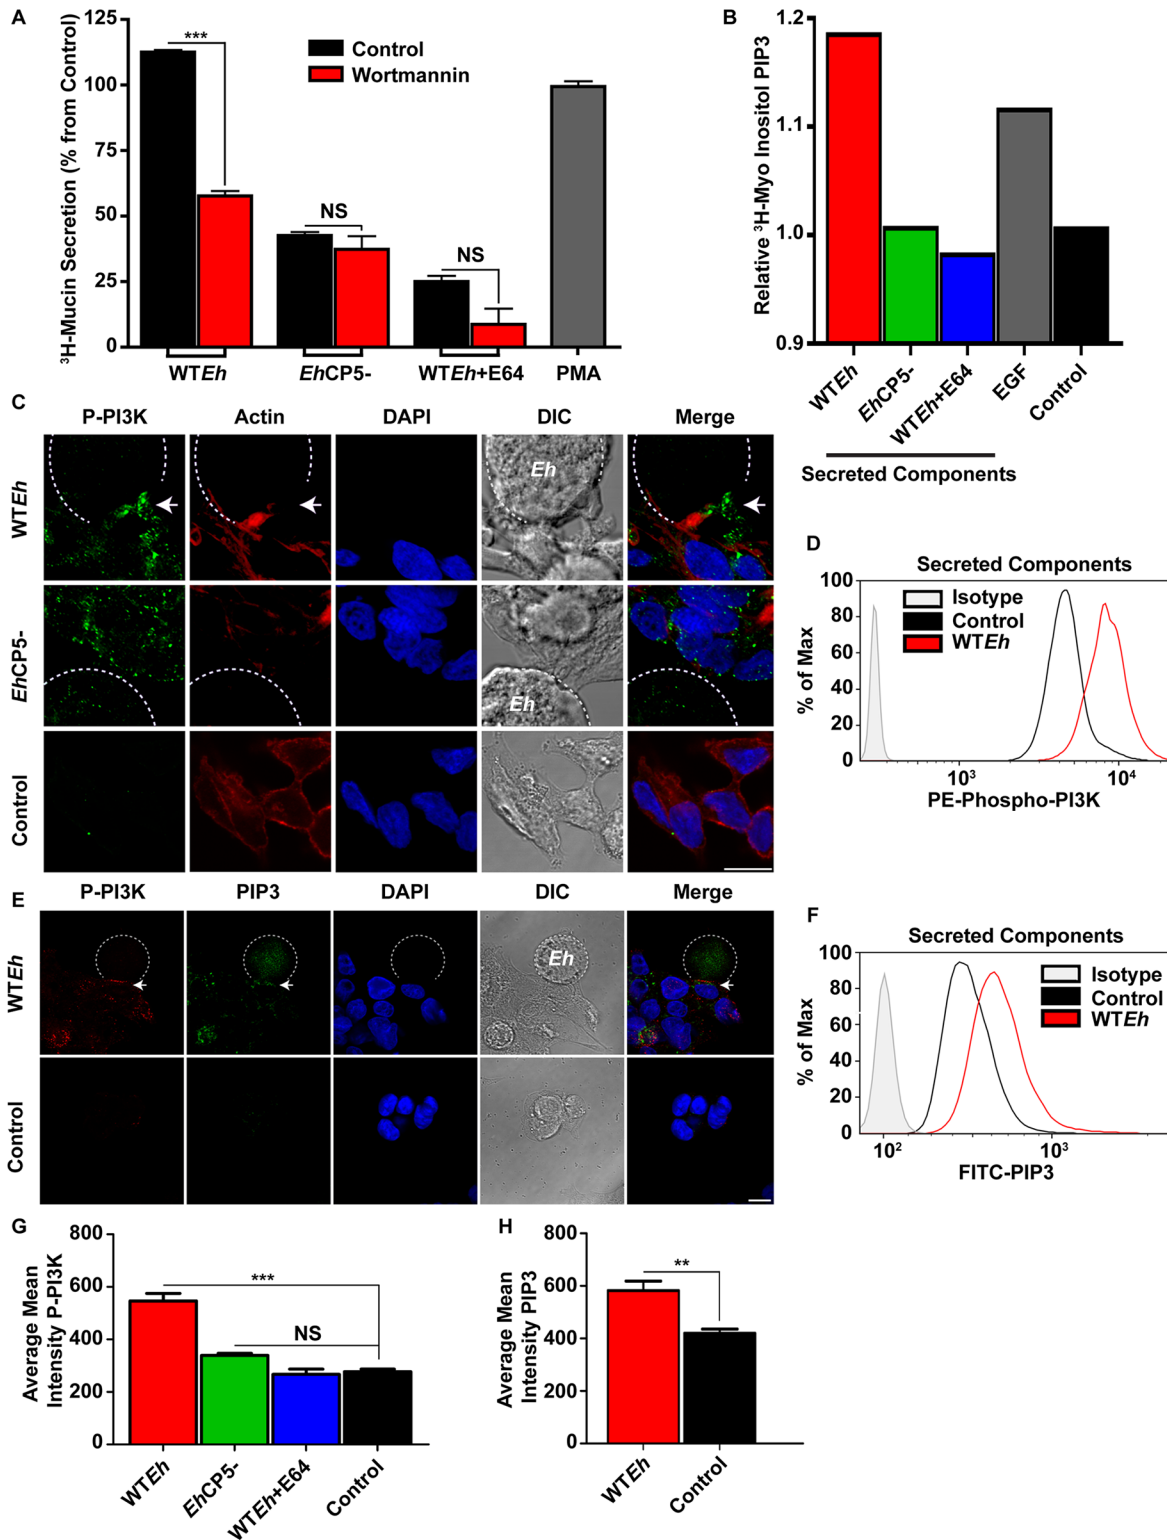 A
³H-Mucin Secretion (% from Control)
125
100
75
50
25
0
***
NS
NS
Control
Wortmannin
WTEh
EhCP5-
WTEh+E64
PMA
B
Relative ³H-Myo Inositol PIP3
1.2
1.1
1.0
0.9
WTEh
EhCP5-
WTEh+E64
EGF
Control
Secreted Components
C
P-PI3K
Actin
DAPI
DIC
Merge
WTEh
Eh
EhCP5-
Eh
Control
D
Secreted Components
Isotype
Control
WTEh
% of Max
100
80
60
40
20
0
10³
10⁴
PE-Phospho-PI3K
E
P-PI3K
PIP3
DAPI
DIC
Merge
WTEh
Eh
Control
F
Secreted Components
Isotype
Control
WTEh
% of Max
100
80
60
40
20
0
10²
10³
FITC-PIP3
G
Average Mean
Intensity P-PI3K
800
600
400
200
0
***
NS
WTEh
EhCP5-
WTEh+E64
Control
H
Average Mean
Intensity PIP3
800
600
400
200
0
**
WTEh
Control